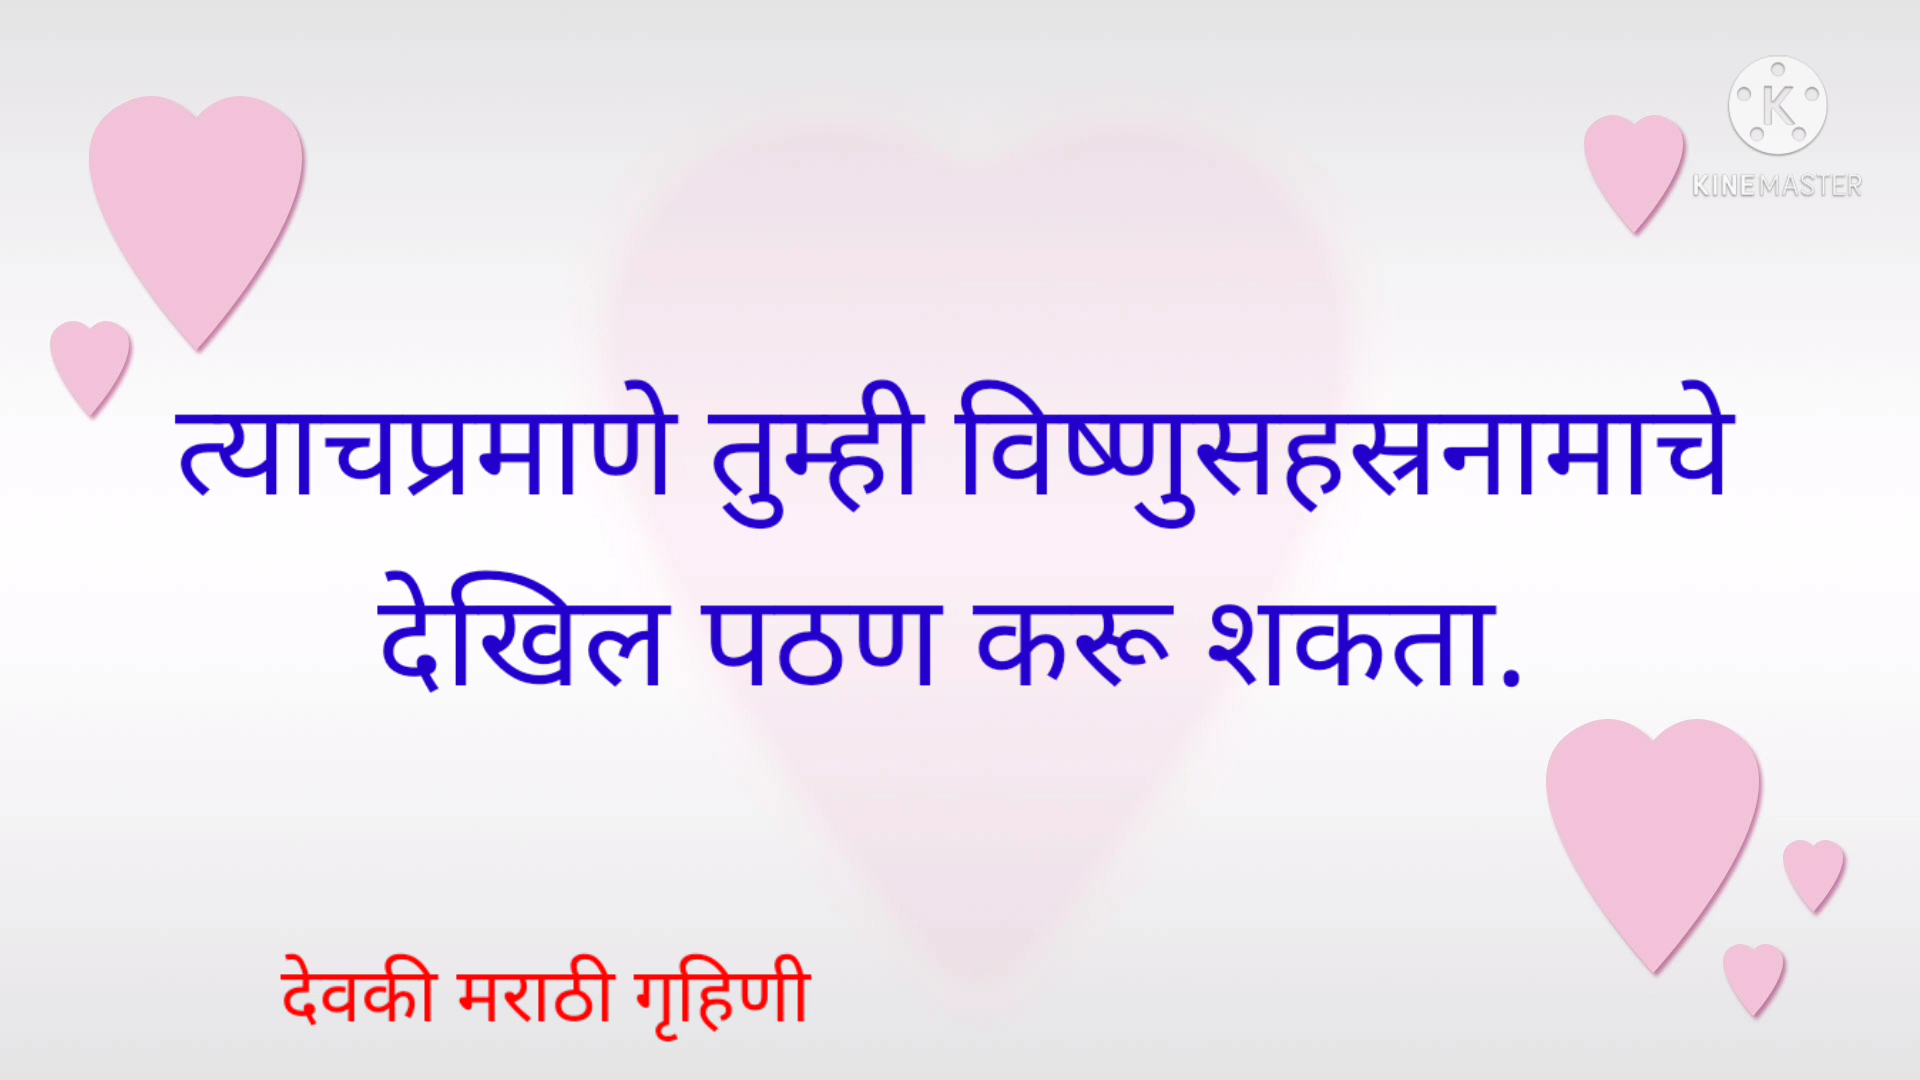 KINEMASTER
त्याचप्रमाणे तुम्ही विष्णुसहस्रनामाचे
देखिल पठण करू शकता.
देवकी मराठी गृहिणी